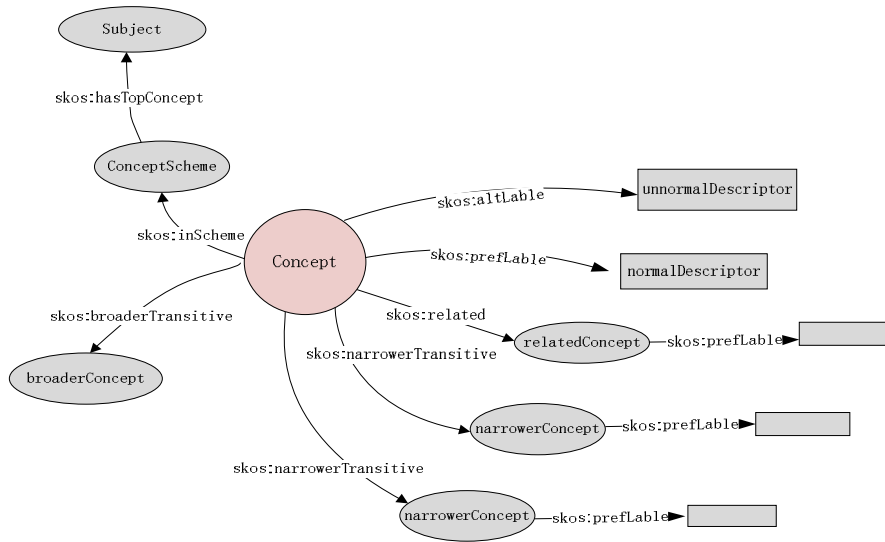 Subject
skos:hasTopConcept
ConceptScheme
skos:inScheme
Concept
skos:altLable
unnormalDescriptor
skos:prefLable
normalDescriptor
skos:broaderTransitive
broaderConcept
skos:related
relatedConcept
skos:prefLable
skos:narrowerTransitive
narrowerConcept
skos:prefLable
skos:narrowerTransitive
narrowerConcept
skos:prefLable